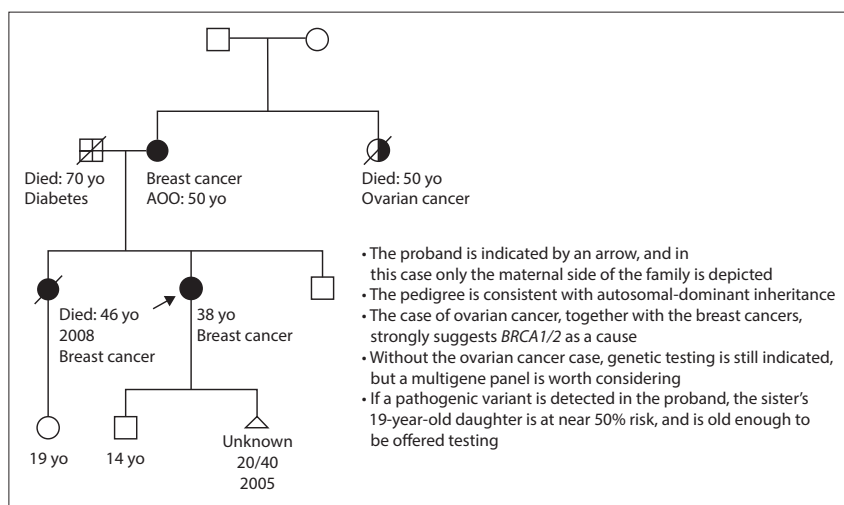 Died: 70 yo
Diabetes
Breast cancer
AOO: 50 yo
Died: 50 yo
Ovarian cancer
Died: 46 yo
2008
Breast cancer
38 yo
Breast cancer
19 yo
14 yo
Unknown
20/40
2005
• The proband is indicated by an arrow, and in
this case only the maternal side of the family is depicted
• The pedigree is consistent with autosomal-dominant inheritance
• The case of ovarian cancer, together with the breast cancers,
strongly suggests BRCA1/2 as a cause
• Without the ovarian cancer case, genetic testing is still indicated,
but a multigene panel is worth considering
• If a pathogenic variant is detected in the proband, the sister's
19-year-old daughter is at near 50% risk, and is old enough to
be offered testing